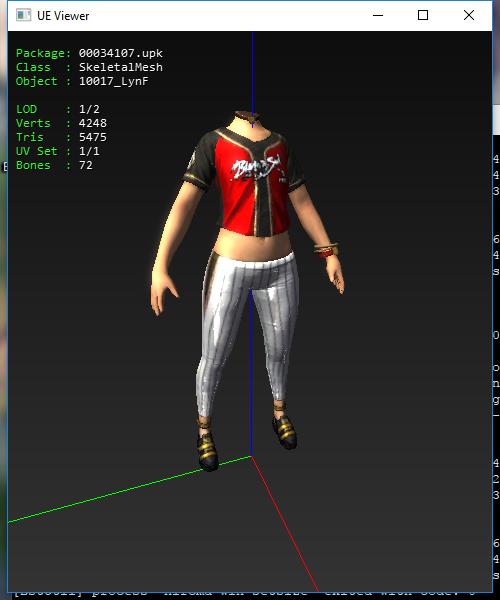 UE Viewer
Package: 00034107.upk
Class : SkeletalMesh
Object : 10017_LynF
LOD : 1/2
Verts : 4248
Tris : 5475
UV Set : 1/1
Bones : 72